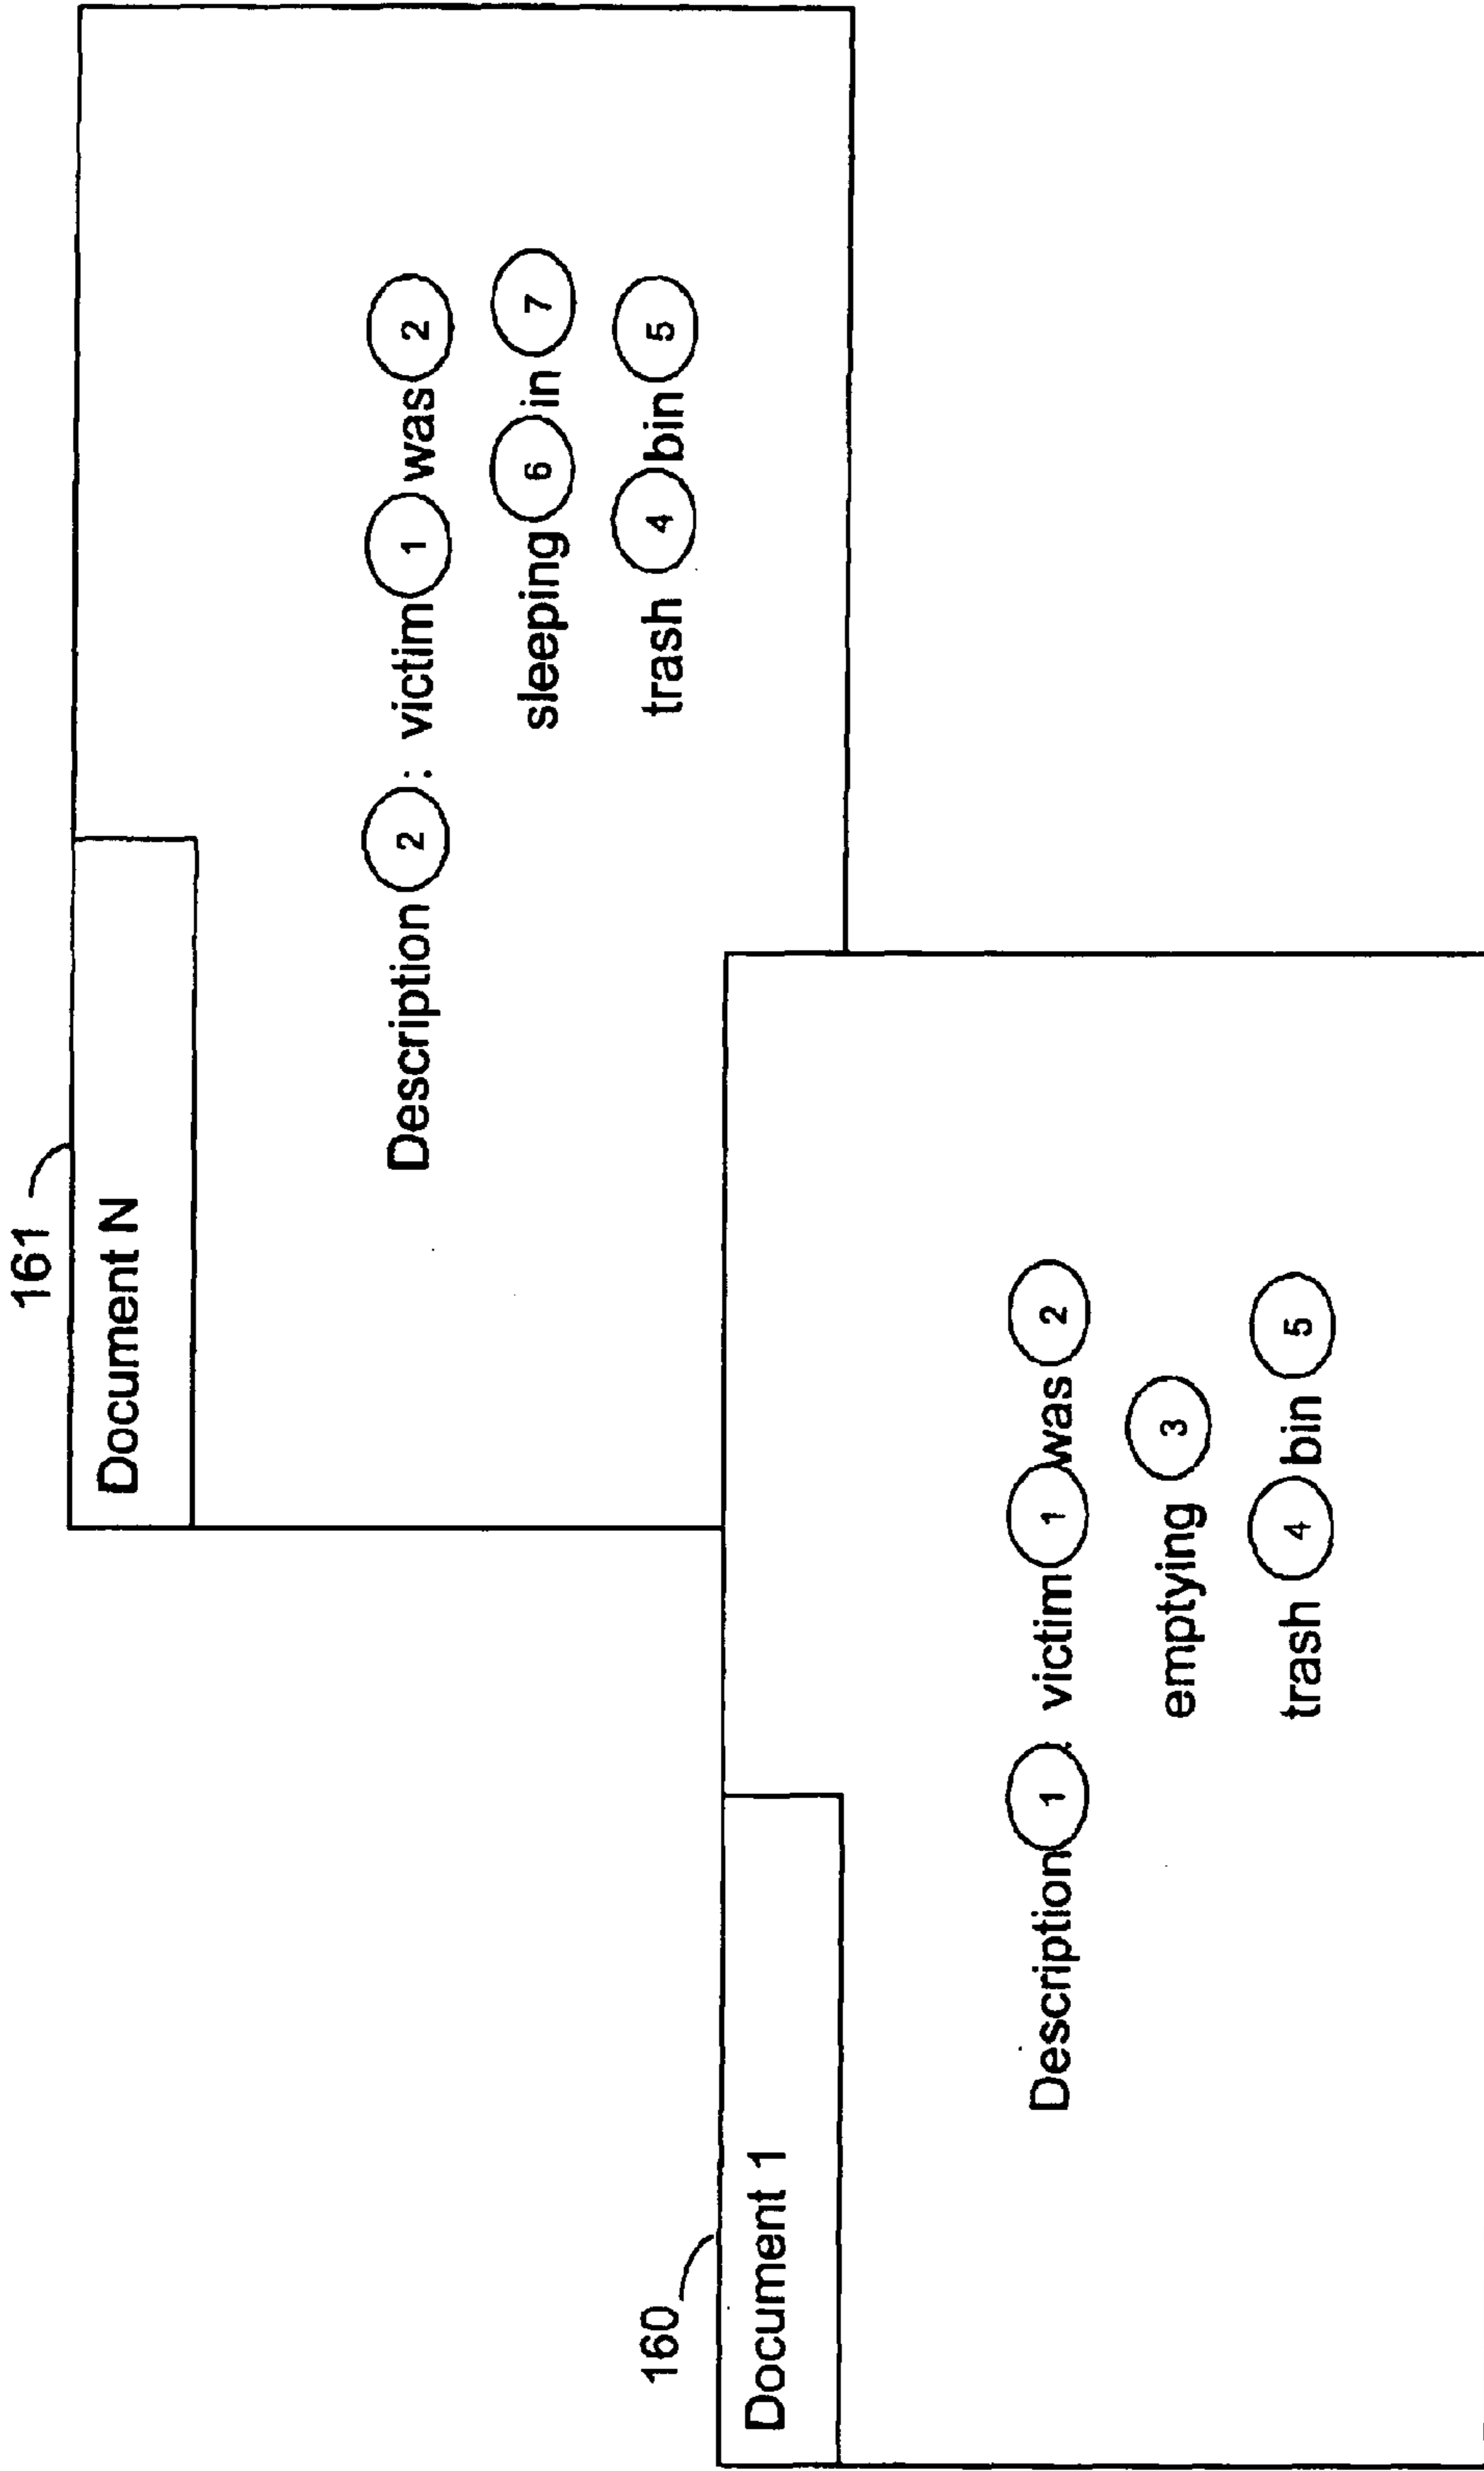 161
Document N
Description 2 : victim 1 was 2
sleeping 6 in 7
trash 4 bin 5
160
Document 1
Description 1 : victim 1 was 2
emptying 3
trash 4 bin 5